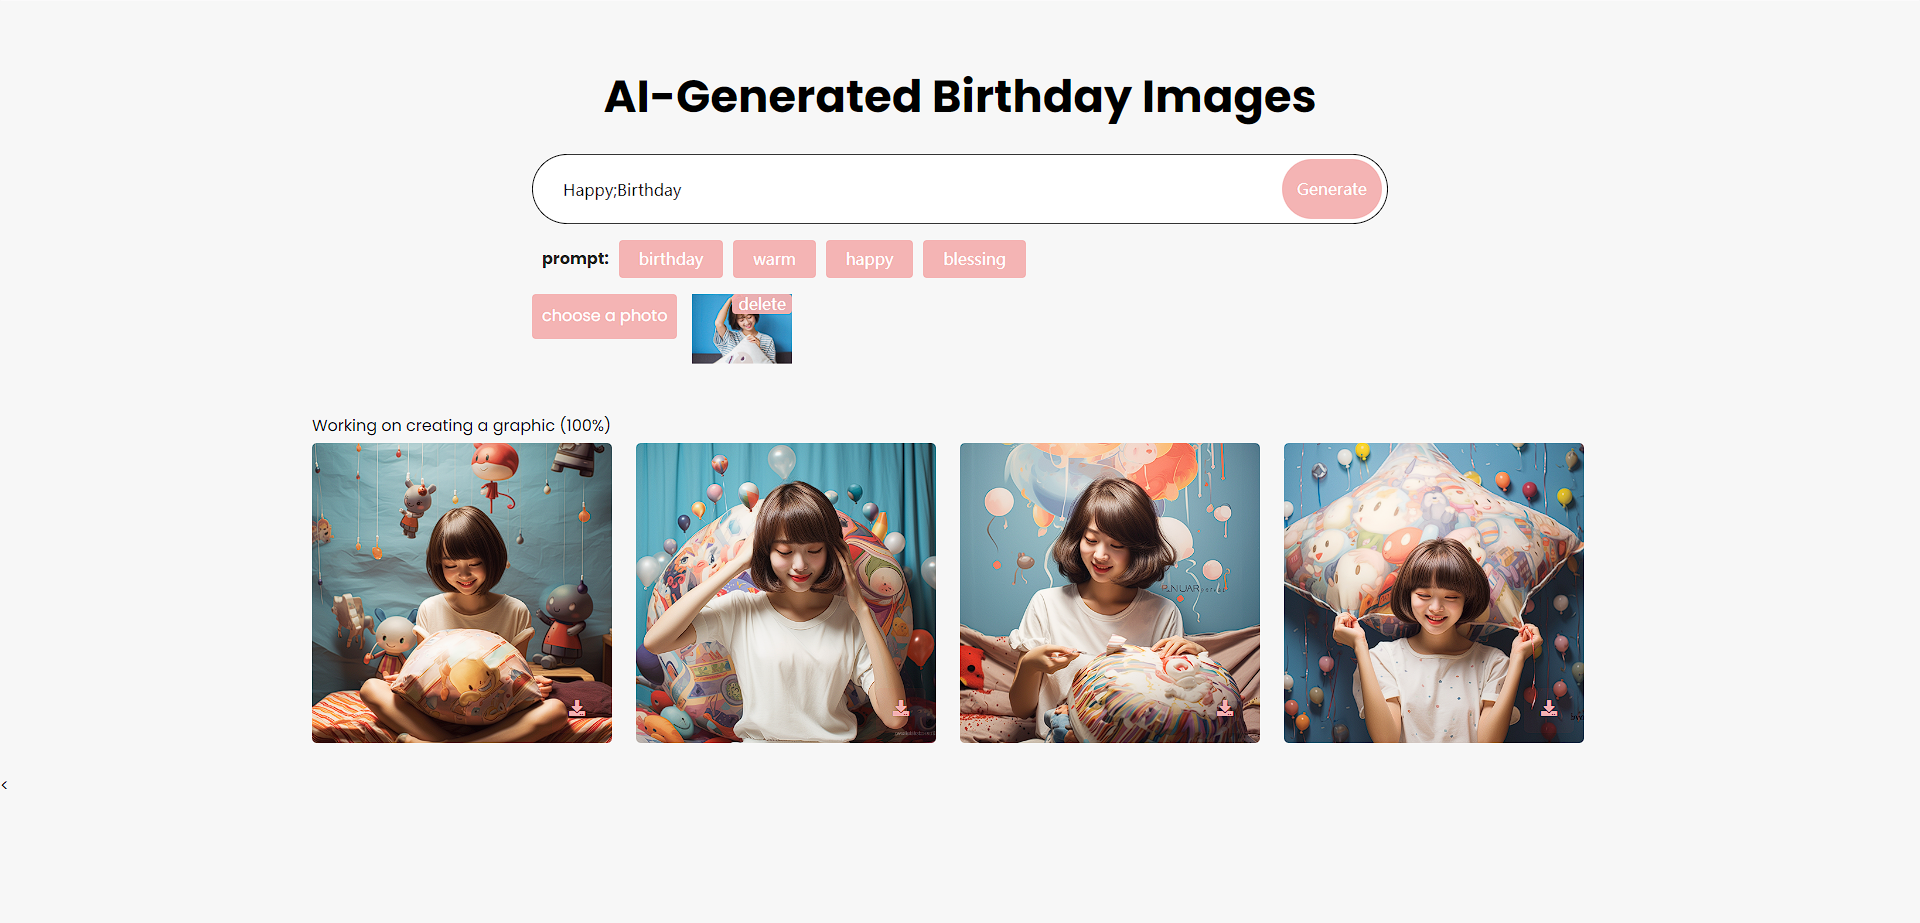 AI-Generated Birthday Images
Happy;Birthday
Generate
prompt:
birthday
warm
happy
blessing
choose a photo
delete
Working on creating a graphic (100%)
<